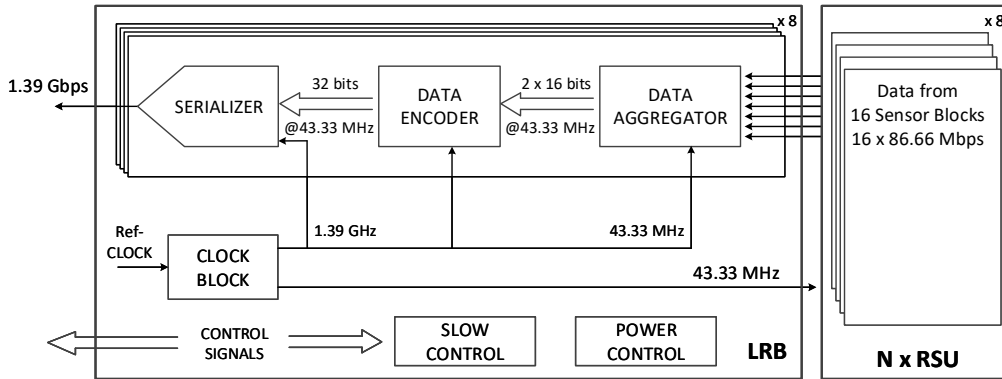 x 8
x 8
1.39 Gbps
SERIALIZER
32 bits
@43.33 MHz
DATA
ENCODER
2 x 16 bits
@43.33 MHz
DATA
AGGREGATOR
Data from
16 Sensor Blocks
16 x 86.66 Mbps
Ref-
CLOCK
CLOCK
BLOCK
1.39 GHz
43.33 MHz
43.33 MHz
CONTROL
SIGNALS
SLOW
CONTROL
POWER
CONTROL
LRB
N x RSU